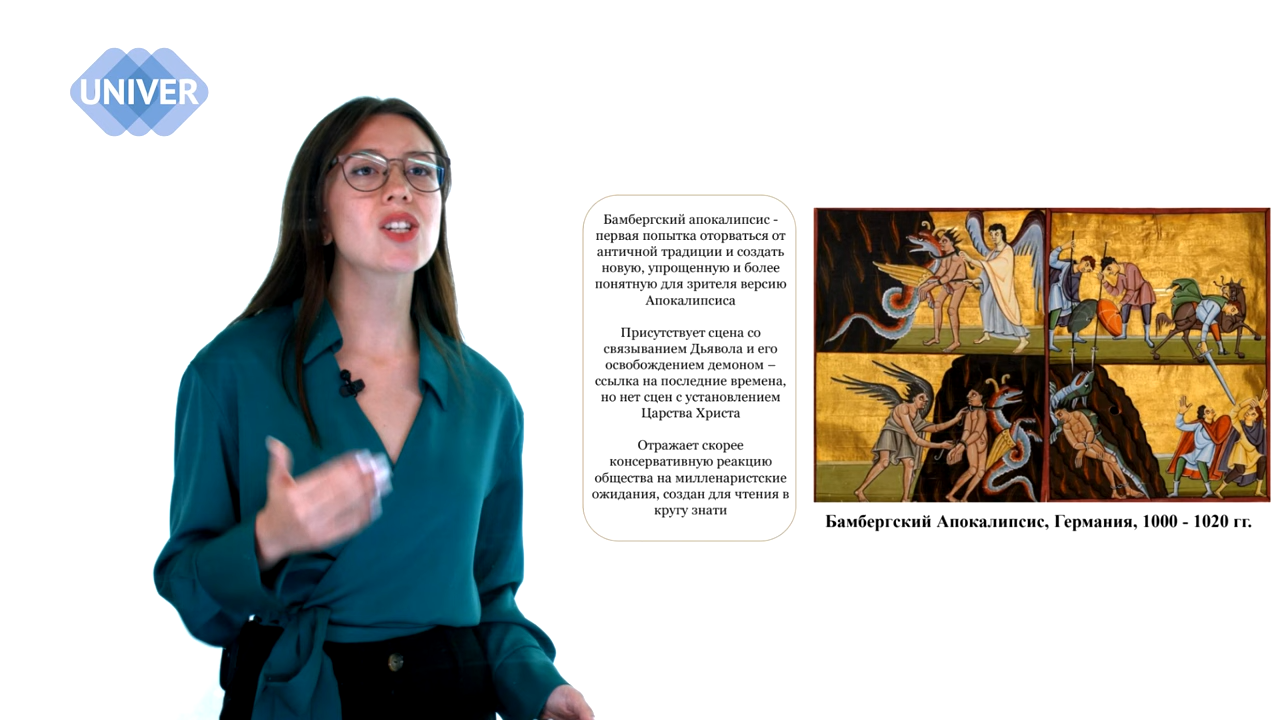 UNIVER
Бамбергский апокалипсис -
первая попытка оторваться от
античной традиции и создать
новую, упрощенную и более
понятную для зрителя версию
Апокалипсиса
Присутствует сцена со
связыванием Дьявола и его
освобождением демоном –
ссылка на последние времена,
но нет сцен с установлением
Царства Христа
Отражает скорее
консервативную реакцию
общества на милленаристские
ожидания, создан для чтения в
кругу знати
Бамбергский Апокалипсис, Германия, 1000 - 1020 гг.